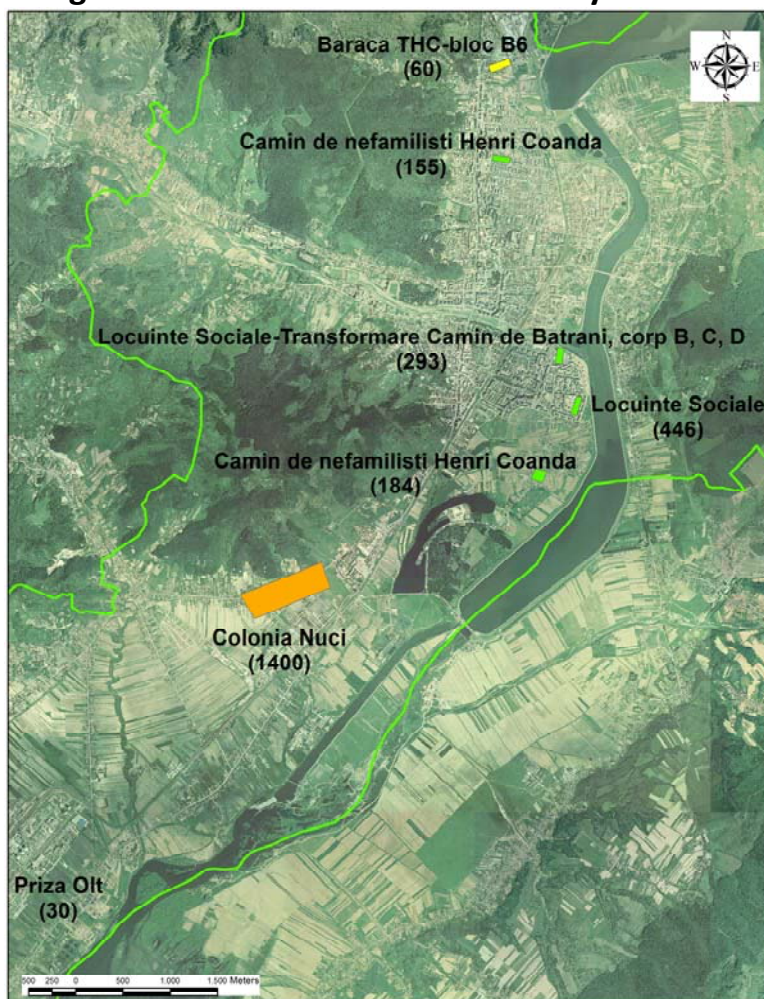 Baraca THC-bloc B6
(60)
N
W E
S
Camin de nefamilisti Henri Coanda
(155)
Locuinte Sociale-Transformare Camin de Batrani, corp B, C, D
(293)
Locuinte Sociale
(446)
Camin de nefamilisti Henri Coanda
(184)
Colonia Nuci
(1400)
Priza Olt
(30)
500 250 0 500 1.000 1.500 Meters